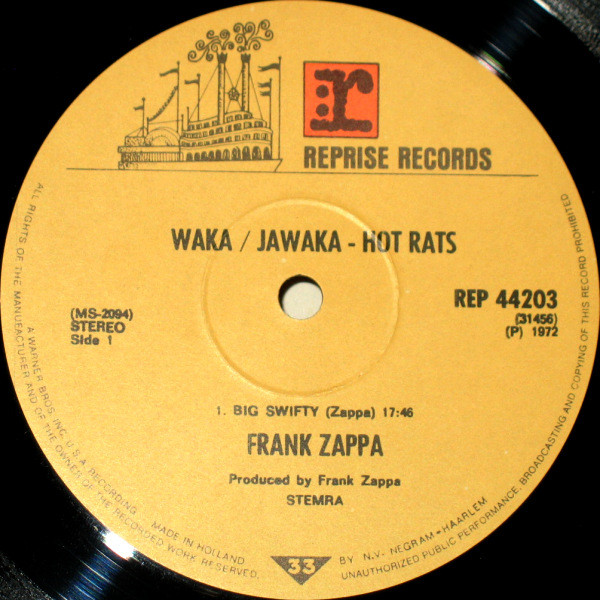 r
REPRISE RECORDS
WAKA / JAWAKA - HOT RATS
(MS-2094)
STEREO
Side 1
REP 44203
(31456)
(P) 1972
1. BIG SWIFTY (Zappa) 17:46
FRANK ZAPPA
Produced by Frank Zappa
STEMRA
33
ALL RIGHTS OF THE MANUFACTURER AND OF THE OWNER OF THE RECORDED WORK RESERVED.
A WARNER BROS. INC. U.S.A. RECORDING. MADE IN HOLLAND
BY N.V. NEGRAM-HAARLEM
UNAUTHORIZED PUBLIC PERFORMANCE, BROADCASTING AND COPYING OF THIS RECORD PROHIBITED